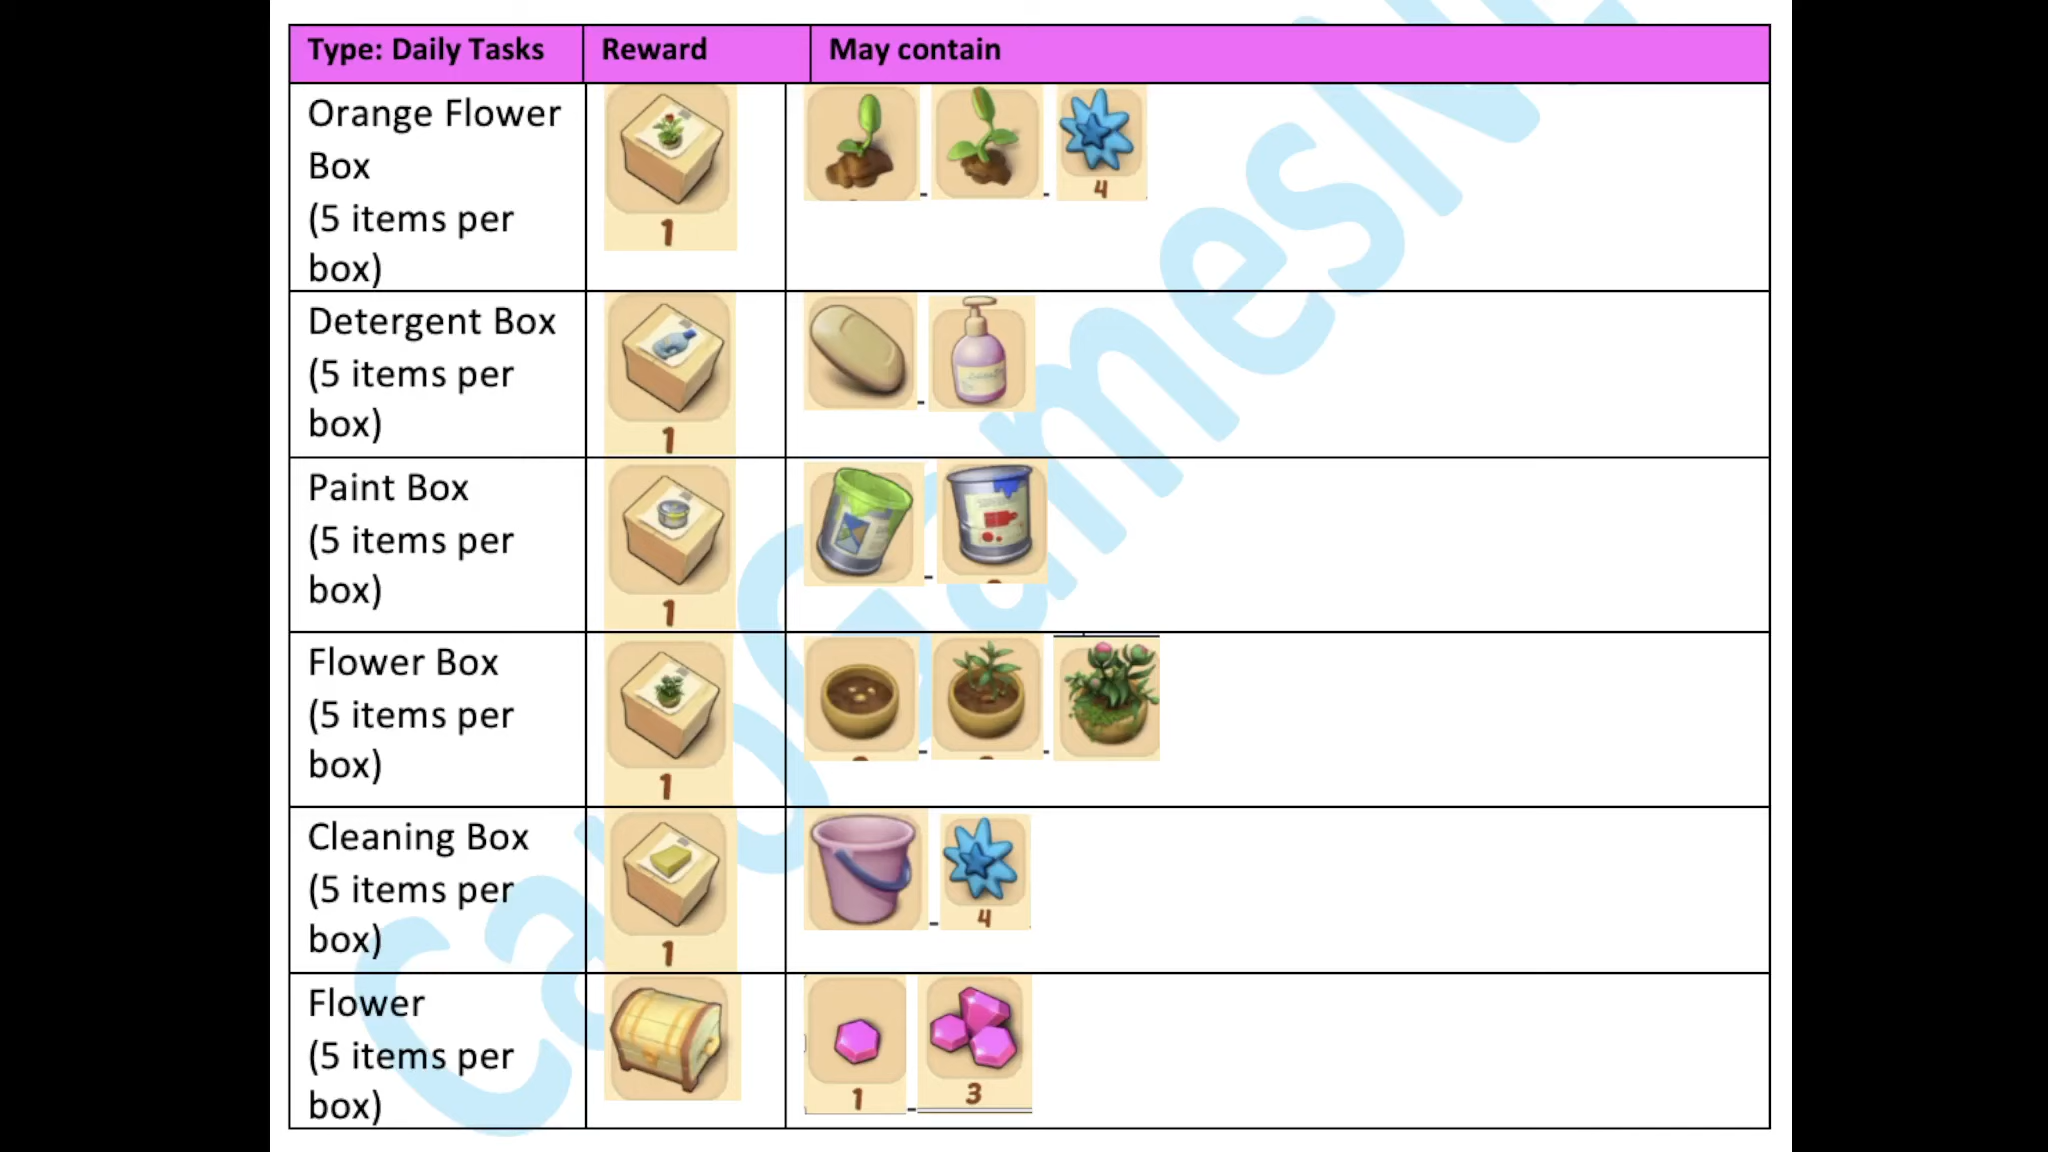 Type: Daily Tasks
Reward
May contain
Orange Flower
Box
(5 items per
box)
1
4
Detergent Box
(5 items per
box)
1
Paint Box
(5 items per
box)
1
Flower Box
(5 items per
box)
1
Cleaning Box
(5 items per
box)
1
4
Flower
(5 items per
box)
1
3